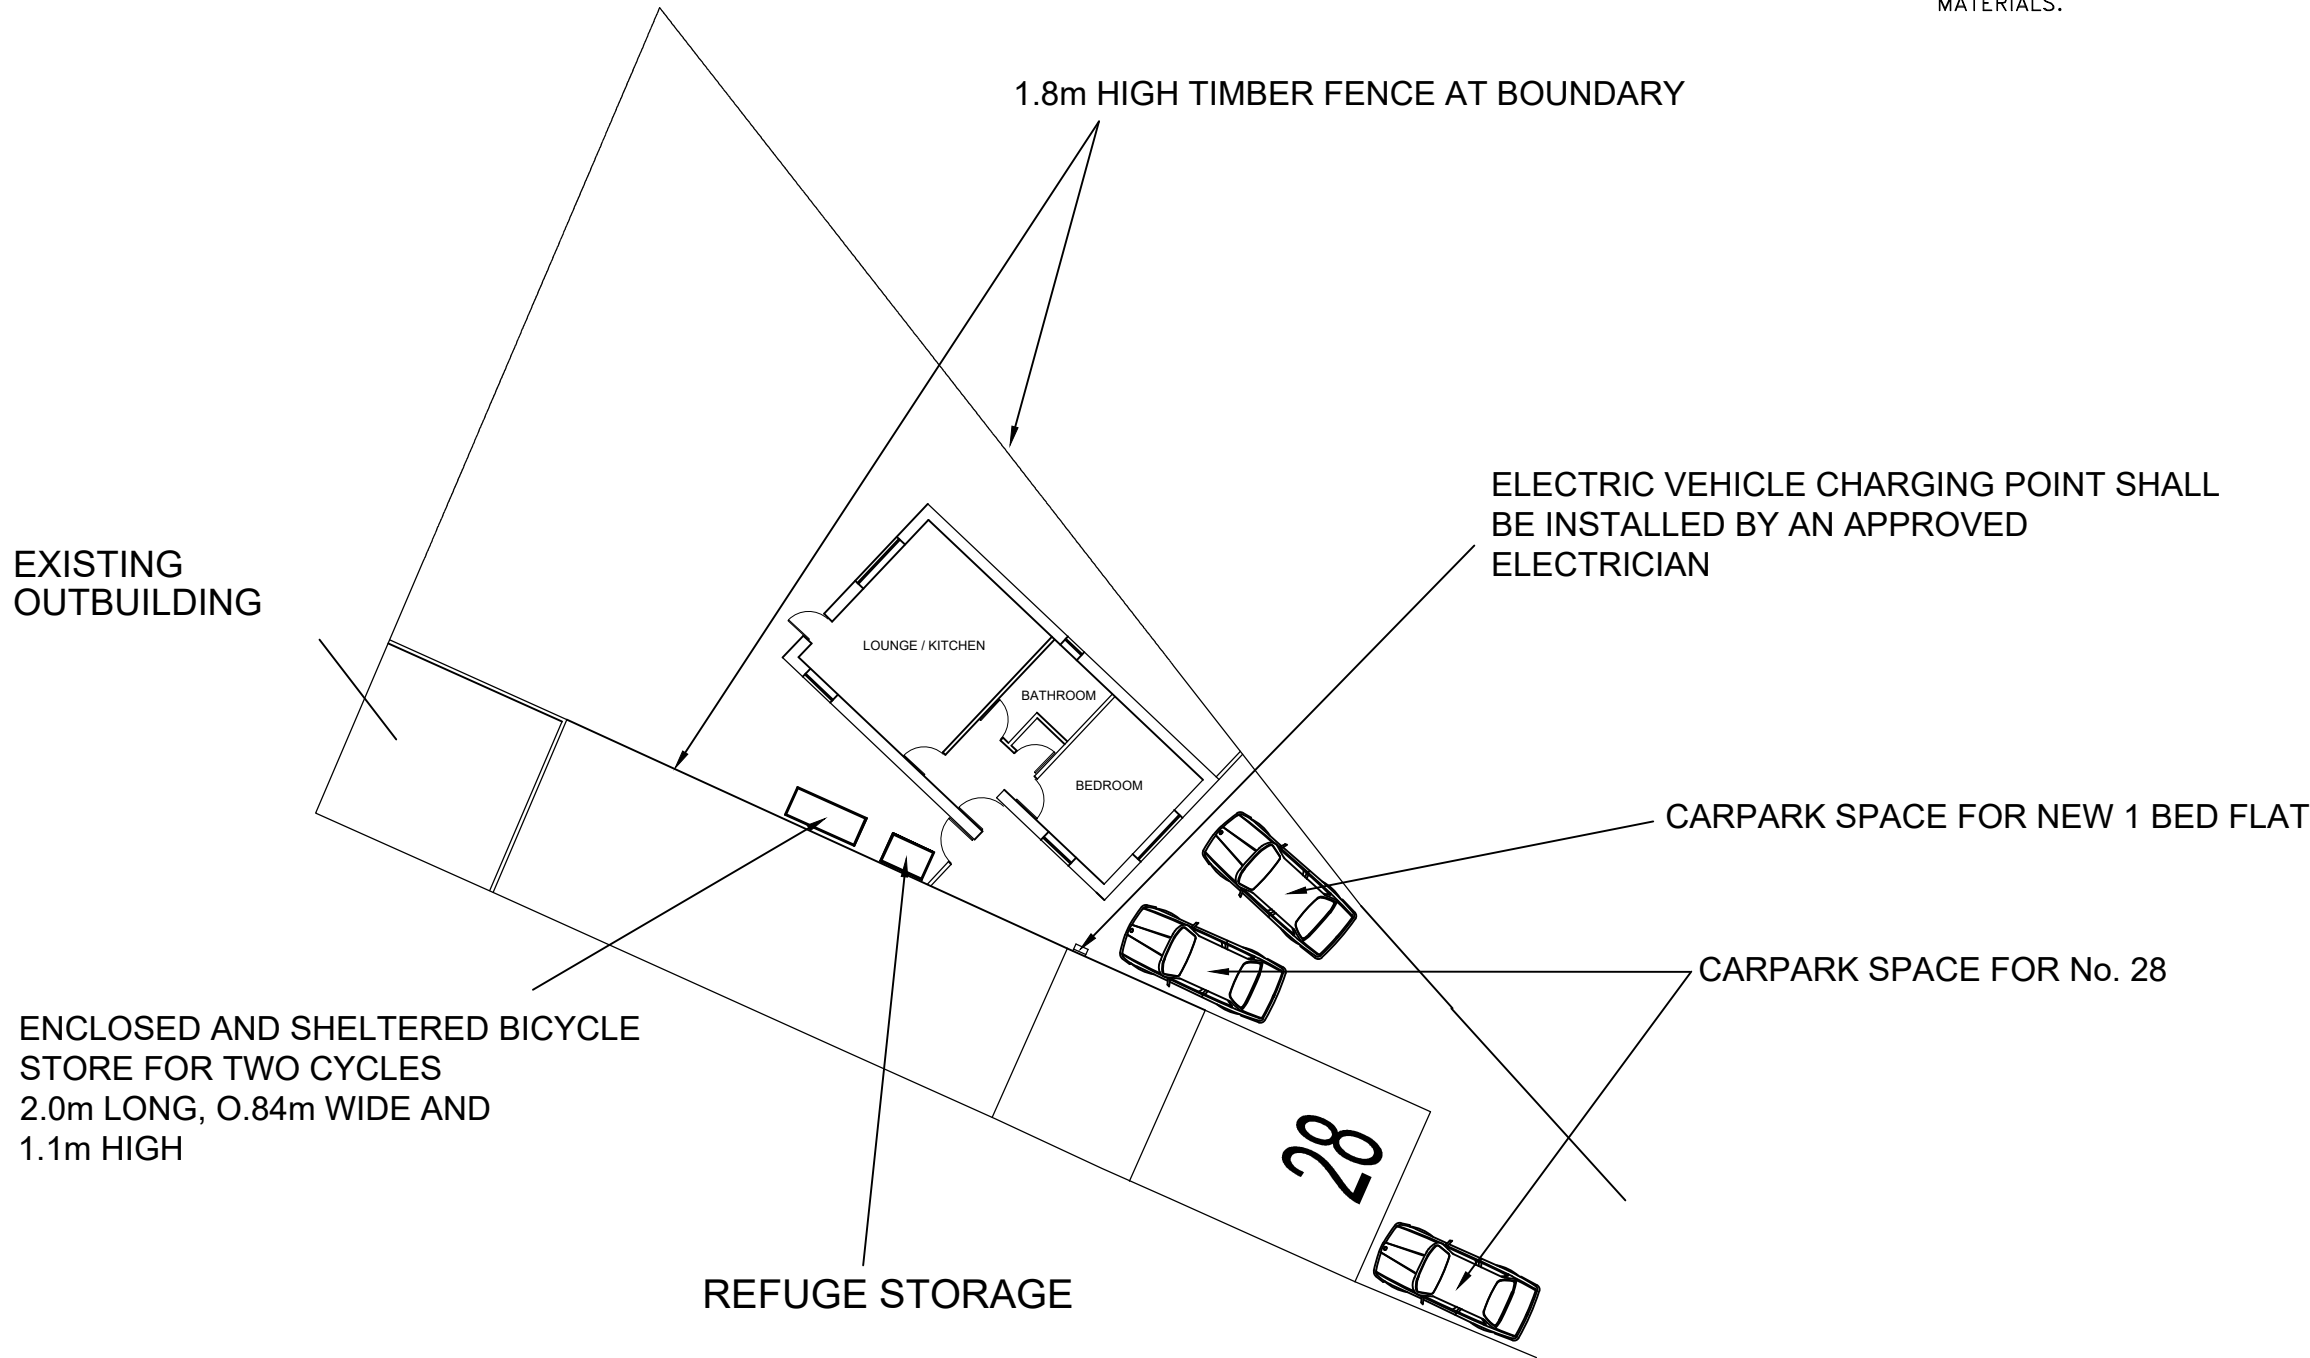 MATERIALS.
1.8m HIGH TIMBER FENCE AT BOUNDARY
ELECTRIC VEHICLE CHARGING POINT SHALL
BE INSTALLED BY AN APPROVED
ELECTRICIAN
EXISTING
OUTBUILDING
LOUNGE / KITCHEN
BATHROOM
BEDROOM
CARPARK SPACE FOR NEW 1 BED FLAT
CARPARK SPACE FOR No. 28
ENCLOSED AND SHELTERED BICYCLE
STORE FOR TWO CYCLES
2.0m LONG, O.84m WIDE AND
1.1m HIGH
28
REFUGE STORAGE